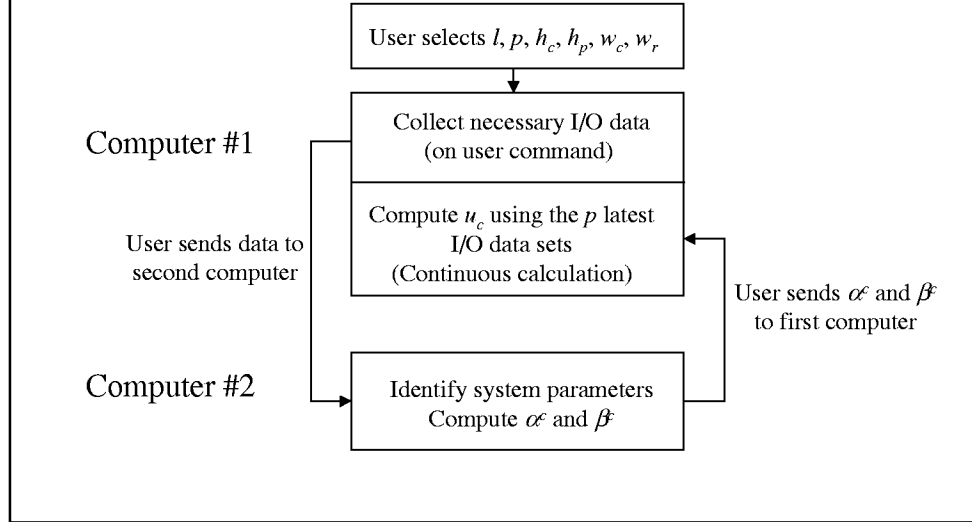 User selects l, p, h_c, h_p, w_c, w_r
Computer #1
Collect necessary I/O data
(on user command)
Compute u_c using the p latest
I/O data sets
(Continuous calculation)
User sends data to
second computer
User sends α^c and β^c
to first computer
Computer #2
Identify system parameters
Compute α^c and β^c